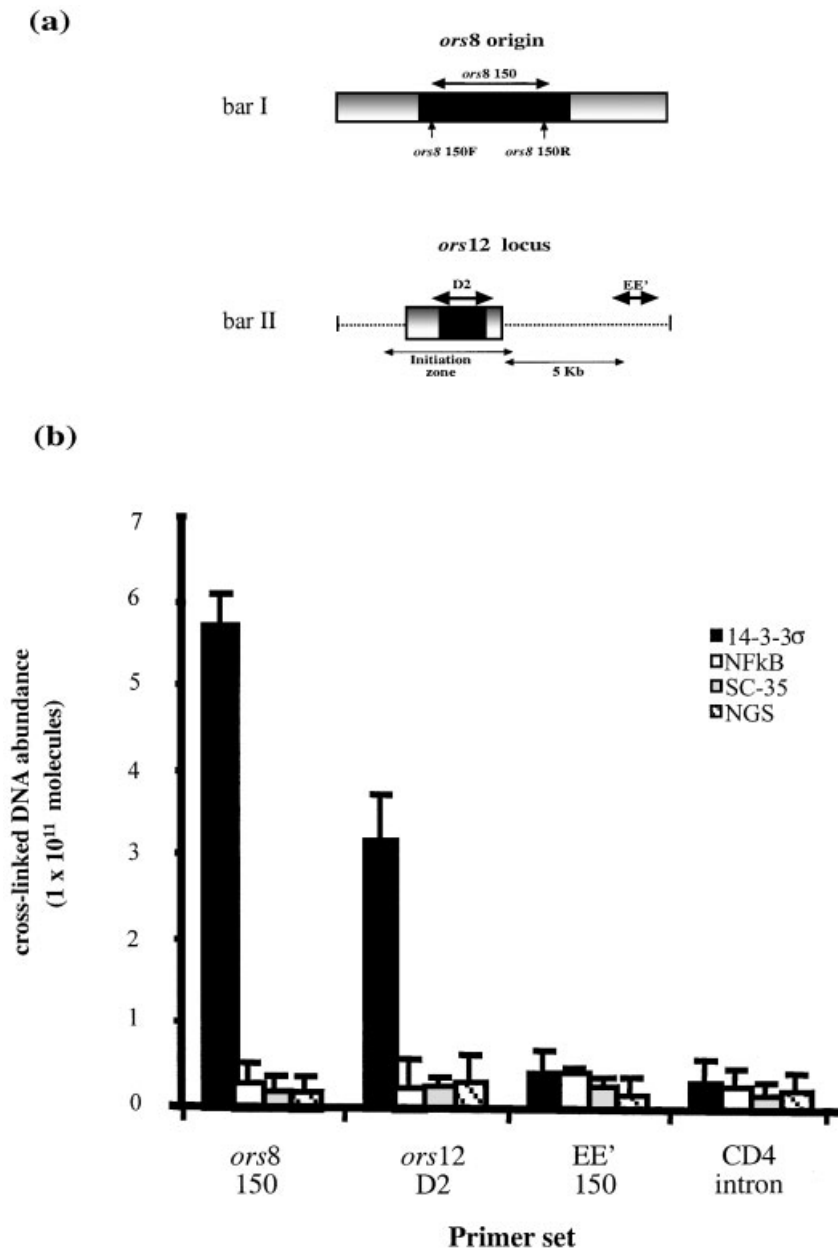 (a)
ors8 origin
ors8 150
bar I
ors8 150F
ors8 150R
ors12 locus
D2
EE'
bar II
Initiation
zone
5 Kb
(b)
7
6
5
4
3
2
1
0
cross-linked DNA abundance
(1 x 10¹¹ molecules)
14-3-3σ
NFkB
SC-35
NGS
ors8
150
ors12
D2
EE'
150
CD4
intron
Primer set